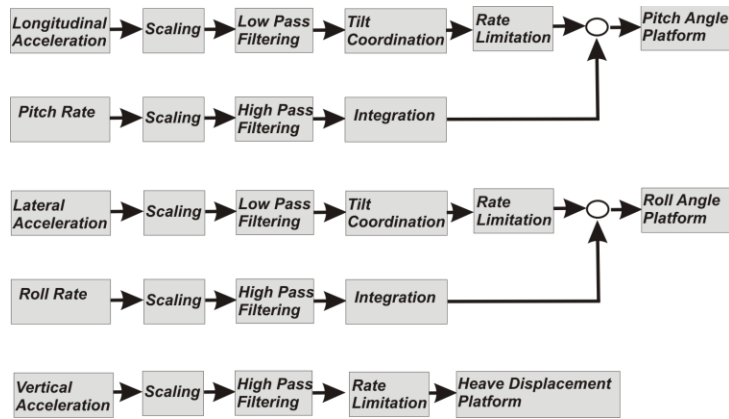 Longitudinal
Acceleration
Scaling
Low Pass
Filtering
Tilt
Coordination
Rate
Limitation
Pitch Angle
Platform
Pitch Rate
Scaling
High Pass
Filtering
Integration
Lateral
Acceleration
Scaling
Low Pass
Filtering
Tilt
Coordination
Rate
Limitation
Roll Angle
Platform
Roll Rate
Scaling
High Pass
Filtering
Integration
Vertical
Acceleration
Scaling
High Pass
Filtering
Rate
Limitation
Heave Displacement
Platform